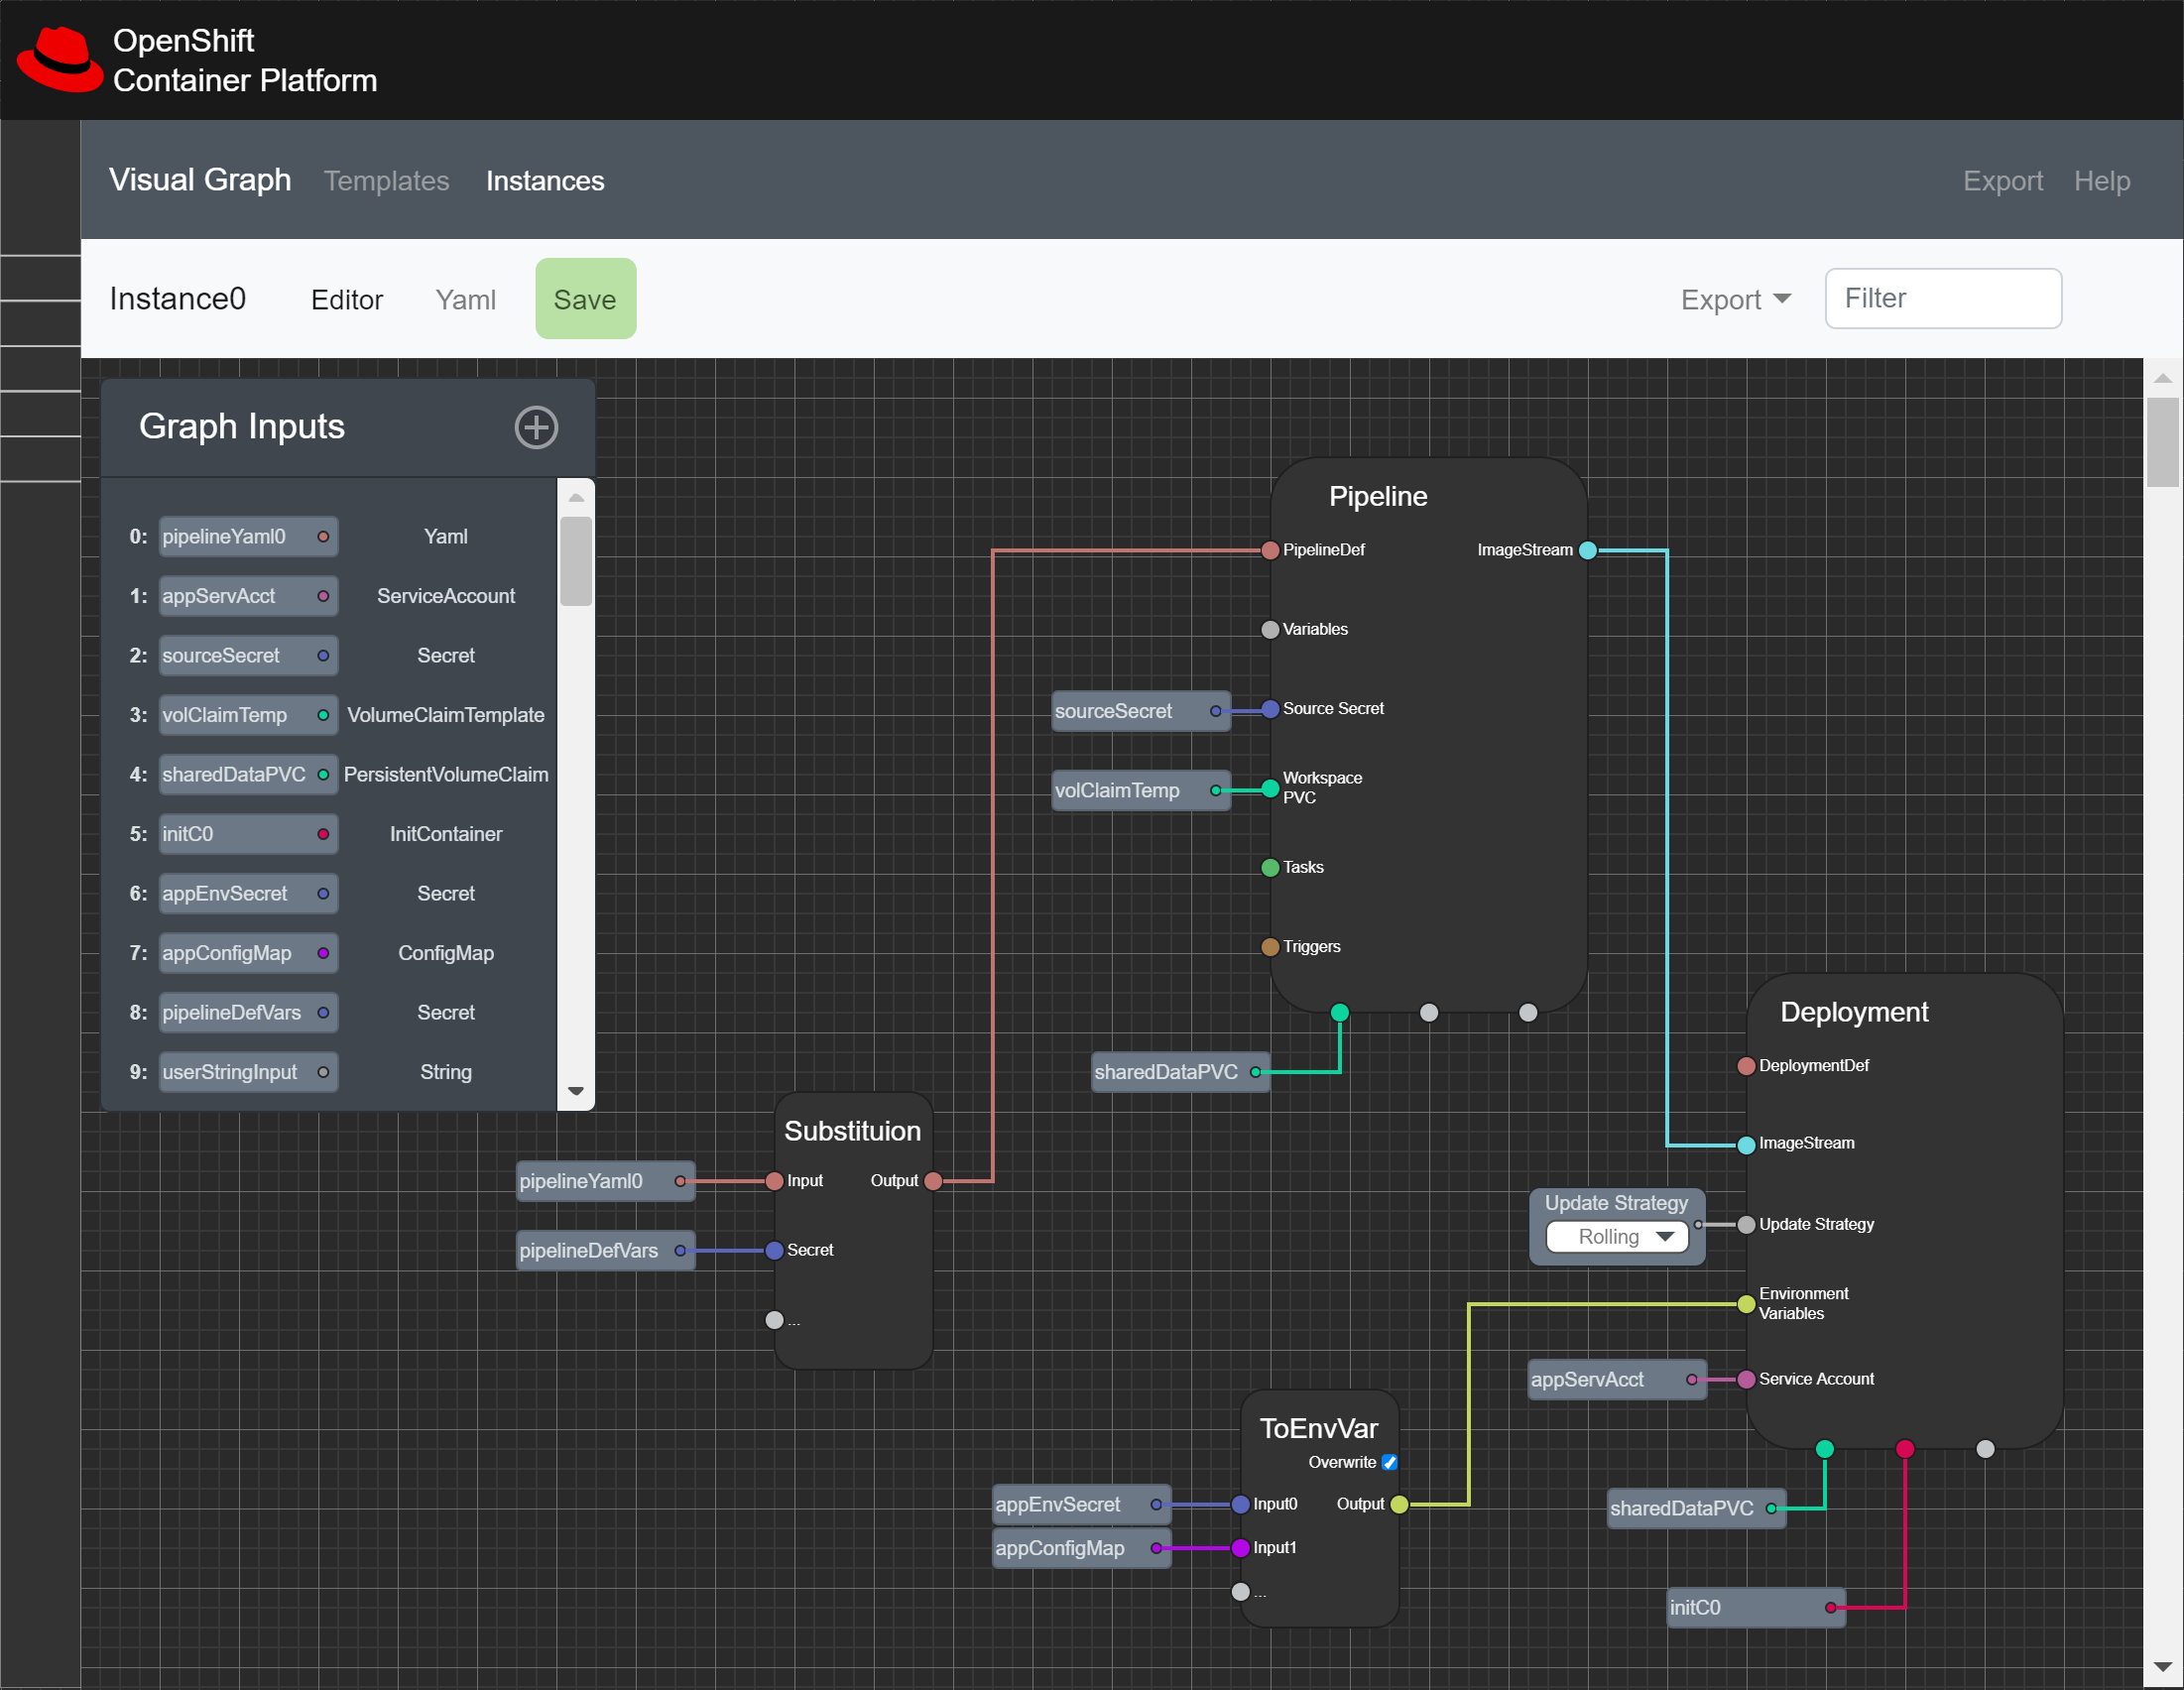 OpenShift
Container Platform
Visual Graph Templates Instances Export Help
Instance0 Editor Yaml Save Export Filter
Graph Inputs
0: pipelineYaml0 Yaml
1: appServAcct ServiceAccount
2: sourceSecret Secret
3: volClaimTemp VolumeClaimTemplate
4: sharedDataPVC PersistentVolumeClaim
5: initC0 InitContainer
6: appEnvSecret Secret
7: appConfigMap ConfigMap
8: pipelineDefVars Secret
9: userStringInput String
Pipeline
PipelineDef ImageStream
Variables
sourceSecret Source Secret
volClaimTemp Workspace
PVC
Tasks
Triggers
sharedDataPVC
Substituion
pipelineYaml0 Input Output
pipelineDefVars Secret
...
Deployment
DeploymentDef
ImageStream
Update Strategy
Rolling
Update Strategy
Environment
Variables
appServAcct Service Account
sharedDataPVC
initC0
ToEnvVar
Overwrite
appEnvSecret Input0 Output
appConfigMap Input1
...